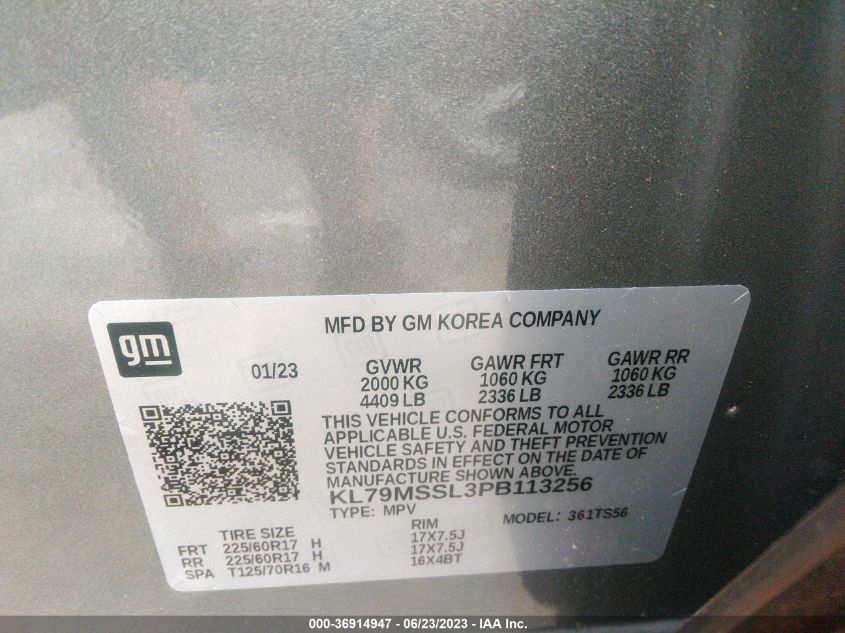 gm
MFD BY GM KOREA COMPANY
01/23
GVWR
2000 KG
4409 LB
GAWR FRT
1060 KG
2336 LB
GAWR RR
1060 KG
2336 LB
THIS VEHICLE CONFORMS TO ALL
APPLICABLE U.S. FEDERAL MOTOR
VEHICLE SAFETY AND THEFT PREVENTION
STANDARDS IN EFFECT ON THE DATE OF
MANUFACTURE SHOWN ABOVE.
KL79MSSL3PB113256
TYPE: MPV
MODEL: 361TS56
TIRE SIZE RIM
FRT 225/60R17 H 17X7.5J
RR 225/60R17 H 17X7.5J
SPA T125/70R16 M 16X4BT
000-36914947 - 06/23/2023 - IAA Inc.